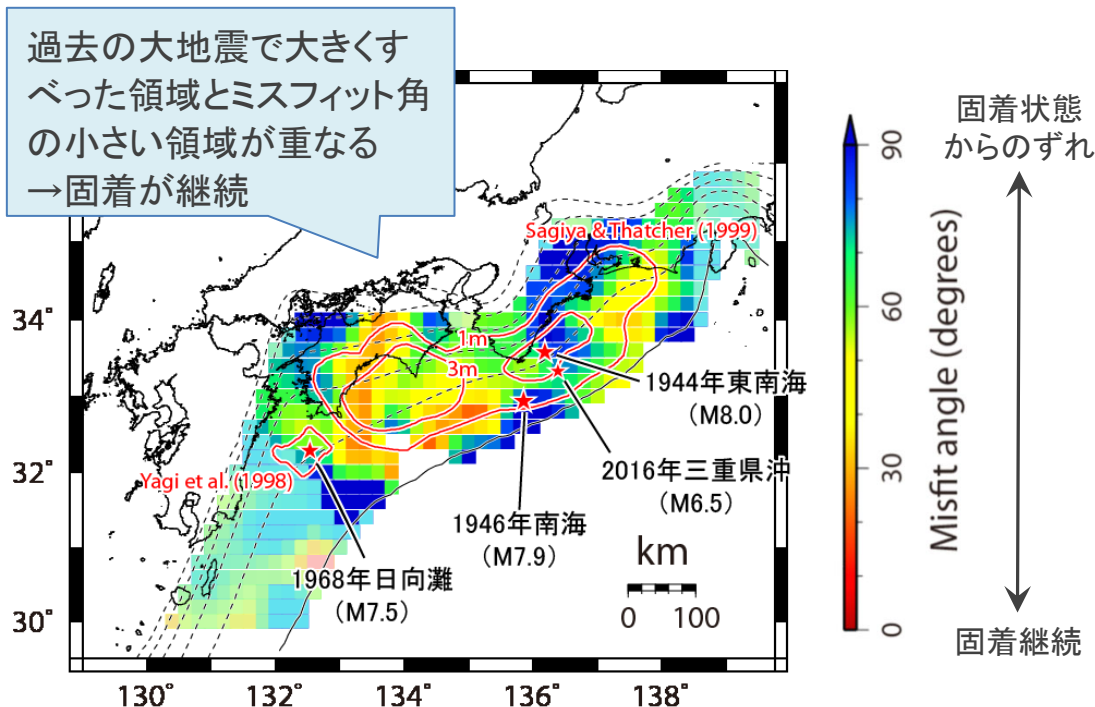 過去の大地震で大きくす
べった領域とミスフィット角
の小さい領域が重なる
→固着が継続
固着状態
からのずれ
Sagiya & Thatcher (1999)
34°
32°
30°
1m
3m
1944年東南海
（M8.0）
2016年三重県沖
（M6.5）
Yagi et al. (1998)
1946年南海
（M7.9）
1968年日向灘
（M7.5）
km
0 100
130° 132° 134° 136° 138°
90
60
30
0
Misfit angle (degrees)
固着継続